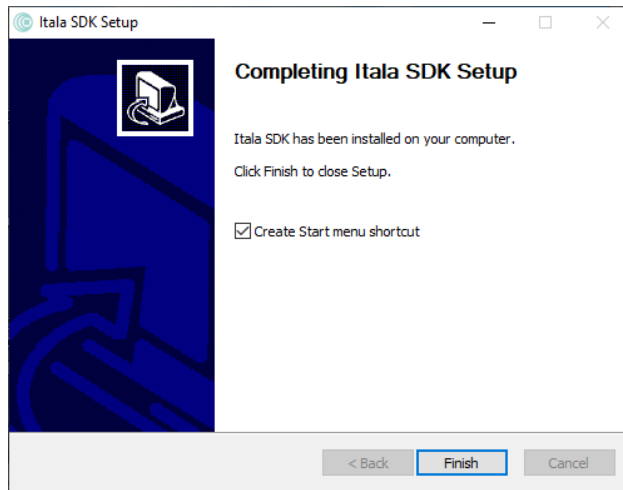 Itala SDK Setup
Completing Itala SDK Setup
Itala SDK has been installed on your computer.
Click Finish to close Setup.
Create Start menu shortcut
< Back
Finish
Cancel